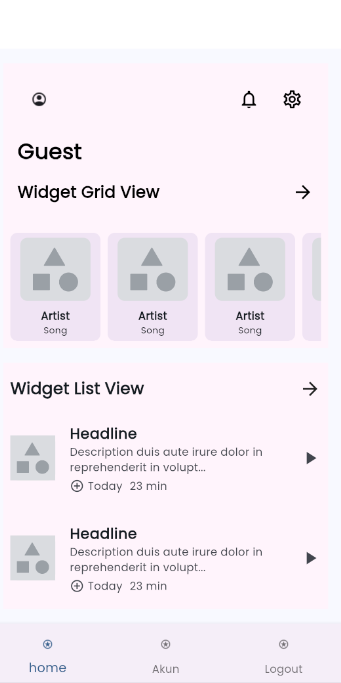 Guest
Widget Grid View
Artist
Song
Artist
Song
Artist
Song
Widget List View
Headline
Description duis aute irure dolor in
reprehenderit in volupt...
Today 23 min
Headline
Description duis aute irure dolor in
reprehenderit in volupt...
Today 23 min
home
Akun
Logout